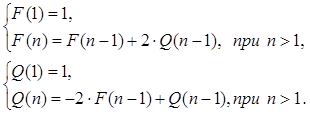 F(1) = 1,
F(n) = F(n−1) + 2·Q(n−1), при n > 1,
Q(1) = 1,
Q(n) = −2·F(n−1) + Q(n−1), при n > 1.